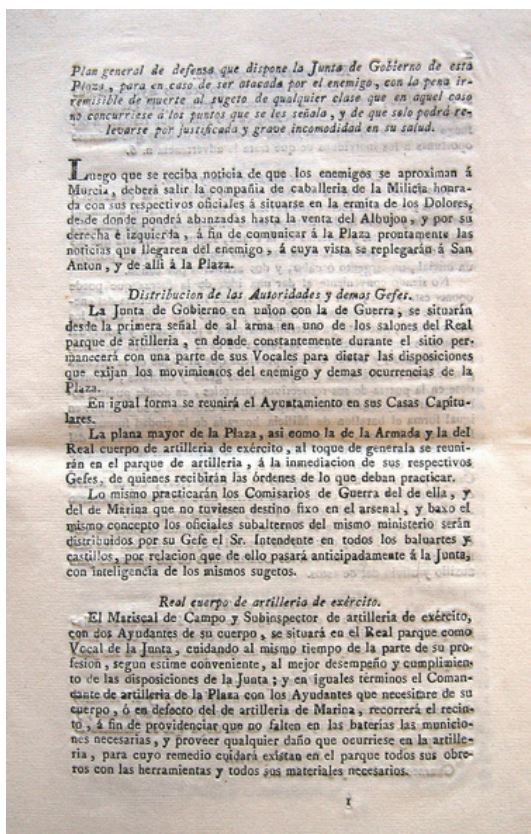 Plan general de defensa que dispone la Junta de Gobierno de esta
Plaza, para en caso de ser atacada por el enemigo, con la pena ir-
remisible de muerte al sugeto de qualquier clase que en aquel caso
no concurriese á los puntos que se les señala, y de que solo podrá re-
levarse por justificada y grave incomodidad en su salud.
Luego que se reciba noticia de que los enemigos se aproximan á
Murcia, deberá salir la compañia de caballeria de la Milicia honra-
da con sus respectivos oficiales á situarse en la ermita de los Dolores,
desde donde pondrá abanzadas hasta la venta del Albujon, y por su
derecha é izquierda, á fin de comunicar á la Plaza prontamente las
noticias que llegaren del enemigo, á cuya vista se replegarán á San
Anton, y de alli á la Plaza.
Distribucion de las Autoridades y demas Gefes.
La Junta de Gobierno en union con la de Guerra, se situarán
desde la primera señal de al arma en uno de los salones del Real
parque de artilleria, en donde constantemente durante el sitio per-
manecerá con una parte de sus Vocales para dictar las disposiciones
que exijan los movimientos del enemigo y demas ocurrencias de la
Plaza.
En igual forma se reunirá el Ayuntamiento en sus Casas Capitu-
lares.
La plana mayor de la Plaza, asi como la de la Armada y la del
Real cuerpo de artilleria de exército, al toque de generala se reuni-
rán en el parque de artilleria, á la inmediacion de sus respectivos
Gefes, de quienes recibirán las órdenes de lo que deban practicar.
Lo mismo practicarán los Comisarios de Guerra del de ella, y
del de Marina que no tuviesen destino fixo en el arsenal, y baxo el
mismo concepto los oficiales subalternos del mismo ministerio serán
distribuidos por su Gefe el Sr. Intendente en todos los baluartes y
castillos, por relacion que de ello pasará anticipadamente á la Junta,
con inteligencia de los mismos sugetos.
Real cuerpo de artilleria de exército.
El Mariscal de Campo y Subinspector de artilleria de exército,
con dos Ayudantes de su cuerpo, se situará en el Real parque como
Vocal de la Junta, cuidando al mismo tiempo de la parte de su pro-
fesion, segun estime conveniente, al mejor desempeño y cumplimien-
to de las disposiciones de la Junta; y en iguales términos el Coman-
dante de artilleria de la Plaza con los Ayudantes que necesitare de su
cuerpo, ó en defecto del de artilleria de Marina, recorrerá el recin-
to, á fin de providenciar que no falten en las baterías las municio-
nes necesarias, y proveer qualquier daño que ocurriese en la artille-
ria, para cuyo remedio cuidará existan en el parque todos sus obre-
ros con las herramientas y todos sus materiales necesarios.
1